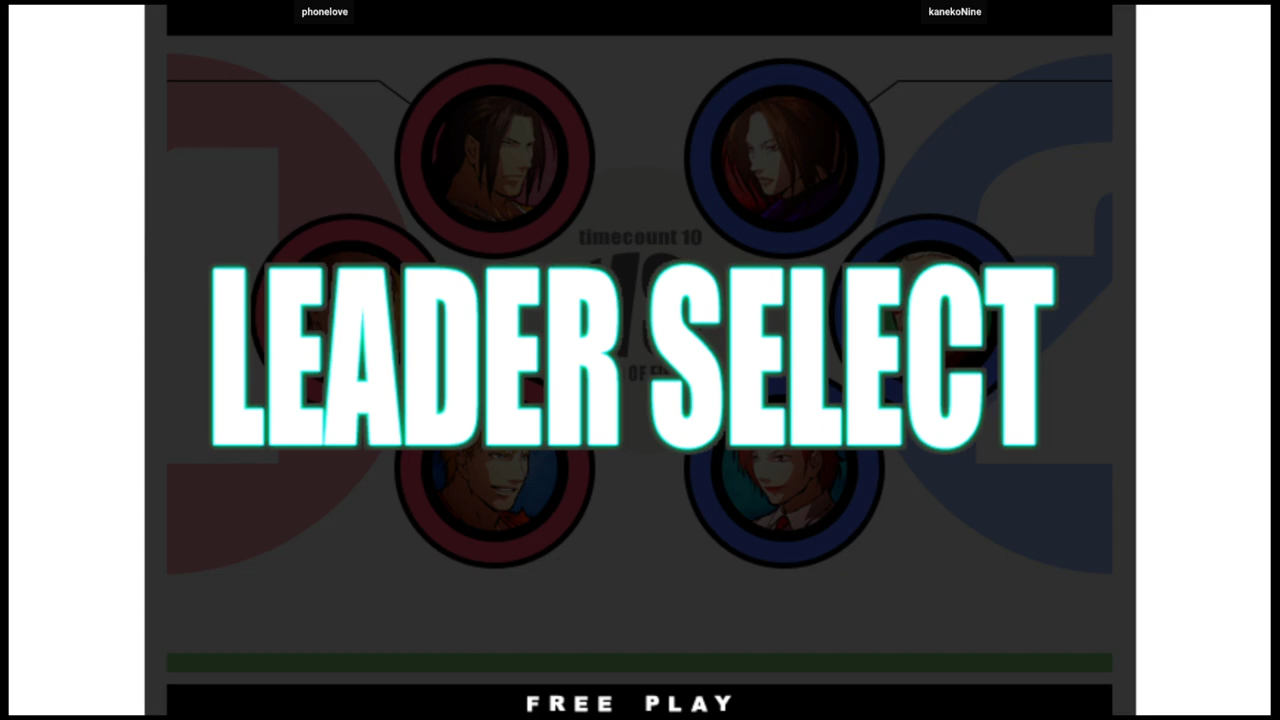 phonelove
kanekoNine
timecount 10
LEADER SELECT
FREE PLAY